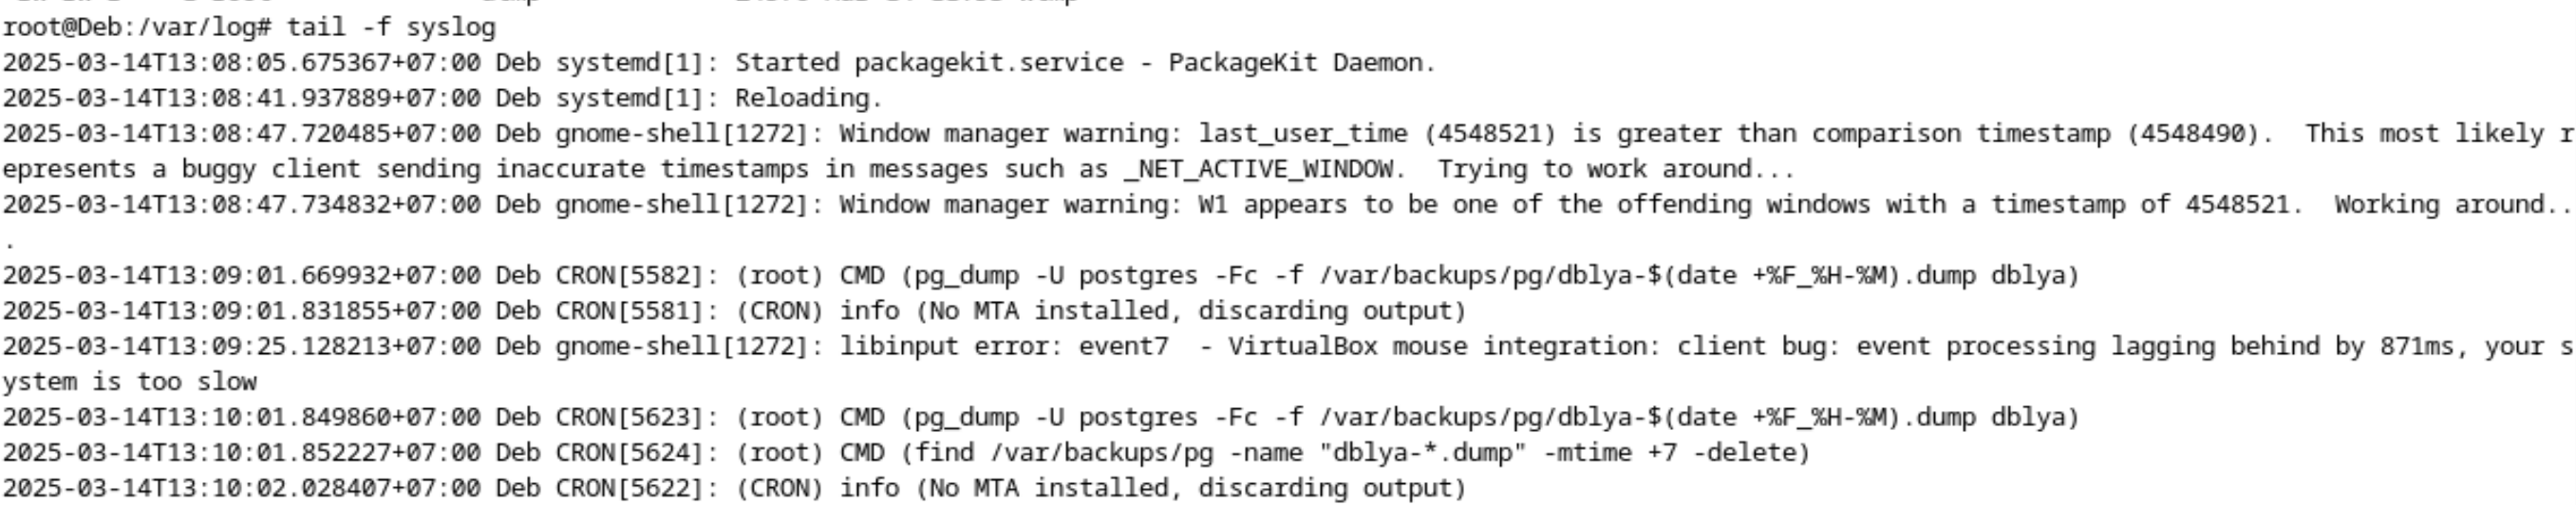 root@Deb:/var/log# tail -f syslog
2025-03-14T13:08:05.675367+07:00 Deb systemd[1]: Started packagekit.service - PackageKit Daemon.
2025-03-14T13:08:41.937889+07:00 Deb systemd[1]: Reloading.
2025-03-14T13:08:47.720485+07:00 Deb gnome-shell[1272]: Window manager warning: last_user_time (4548521) is greater than comparison timestamp (4548490).  This most likely r
epresents a buggy client sending inaccurate timestamps in messages such as _NET_ACTIVE_WINDOW.  Trying to work around...
2025-03-14T13:08:47.734832+07:00 Deb gnome-shell[1272]: Window manager warning: W1 appears to be one of the offending windows with a timestamp of 4548521.  Working around..
.
2025-03-14T13:09:01.669932+07:00 Deb CRON[5582]: (root) CMD (pg_dump -U postgres -Fc -f /var/backups/pg/dblya-$(date +%F_%H-%M).dump dblya)
2025-03-14T13:09:01.831855+07:00 Deb CRON[5581]: (CRON) info (No MTA installed, discarding output)
2025-03-14T13:09:25.128213+07:00 Deb gnome-shell[1272]: libinput error: event7  - VirtualBox mouse integration: client bug: event processing lagging behind by 871ms, your s
ystem is too slow
2025-03-14T13:10:01.849860+07:00 Deb CRON[5623]: (root) CMD (pg_dump -U postgres -Fc -f /var/backups/pg/dblya-$(date +%F_%H-%M).dump dblya)
2025-03-14T13:10:01.852227+07:00 Deb CRON[5624]: (root) CMD (find /var/backups/pg -name "dblya-*.dump" -mtime +7 -delete)
2025-03-14T13:10:02.028407+07:00 Deb CRON[5622]: (CRON) info (No MTA installed, discarding output)